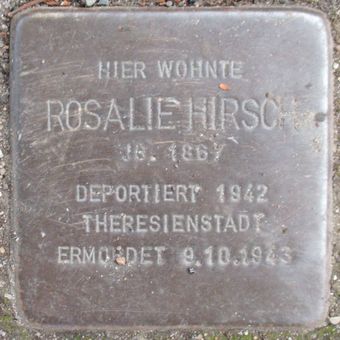 HIER WOHNTE
ROSALIE HIRSCH
JG. 1867
DEPORTIERT 1942
THERESIENSTADT
ERMORDET 9.10.1943